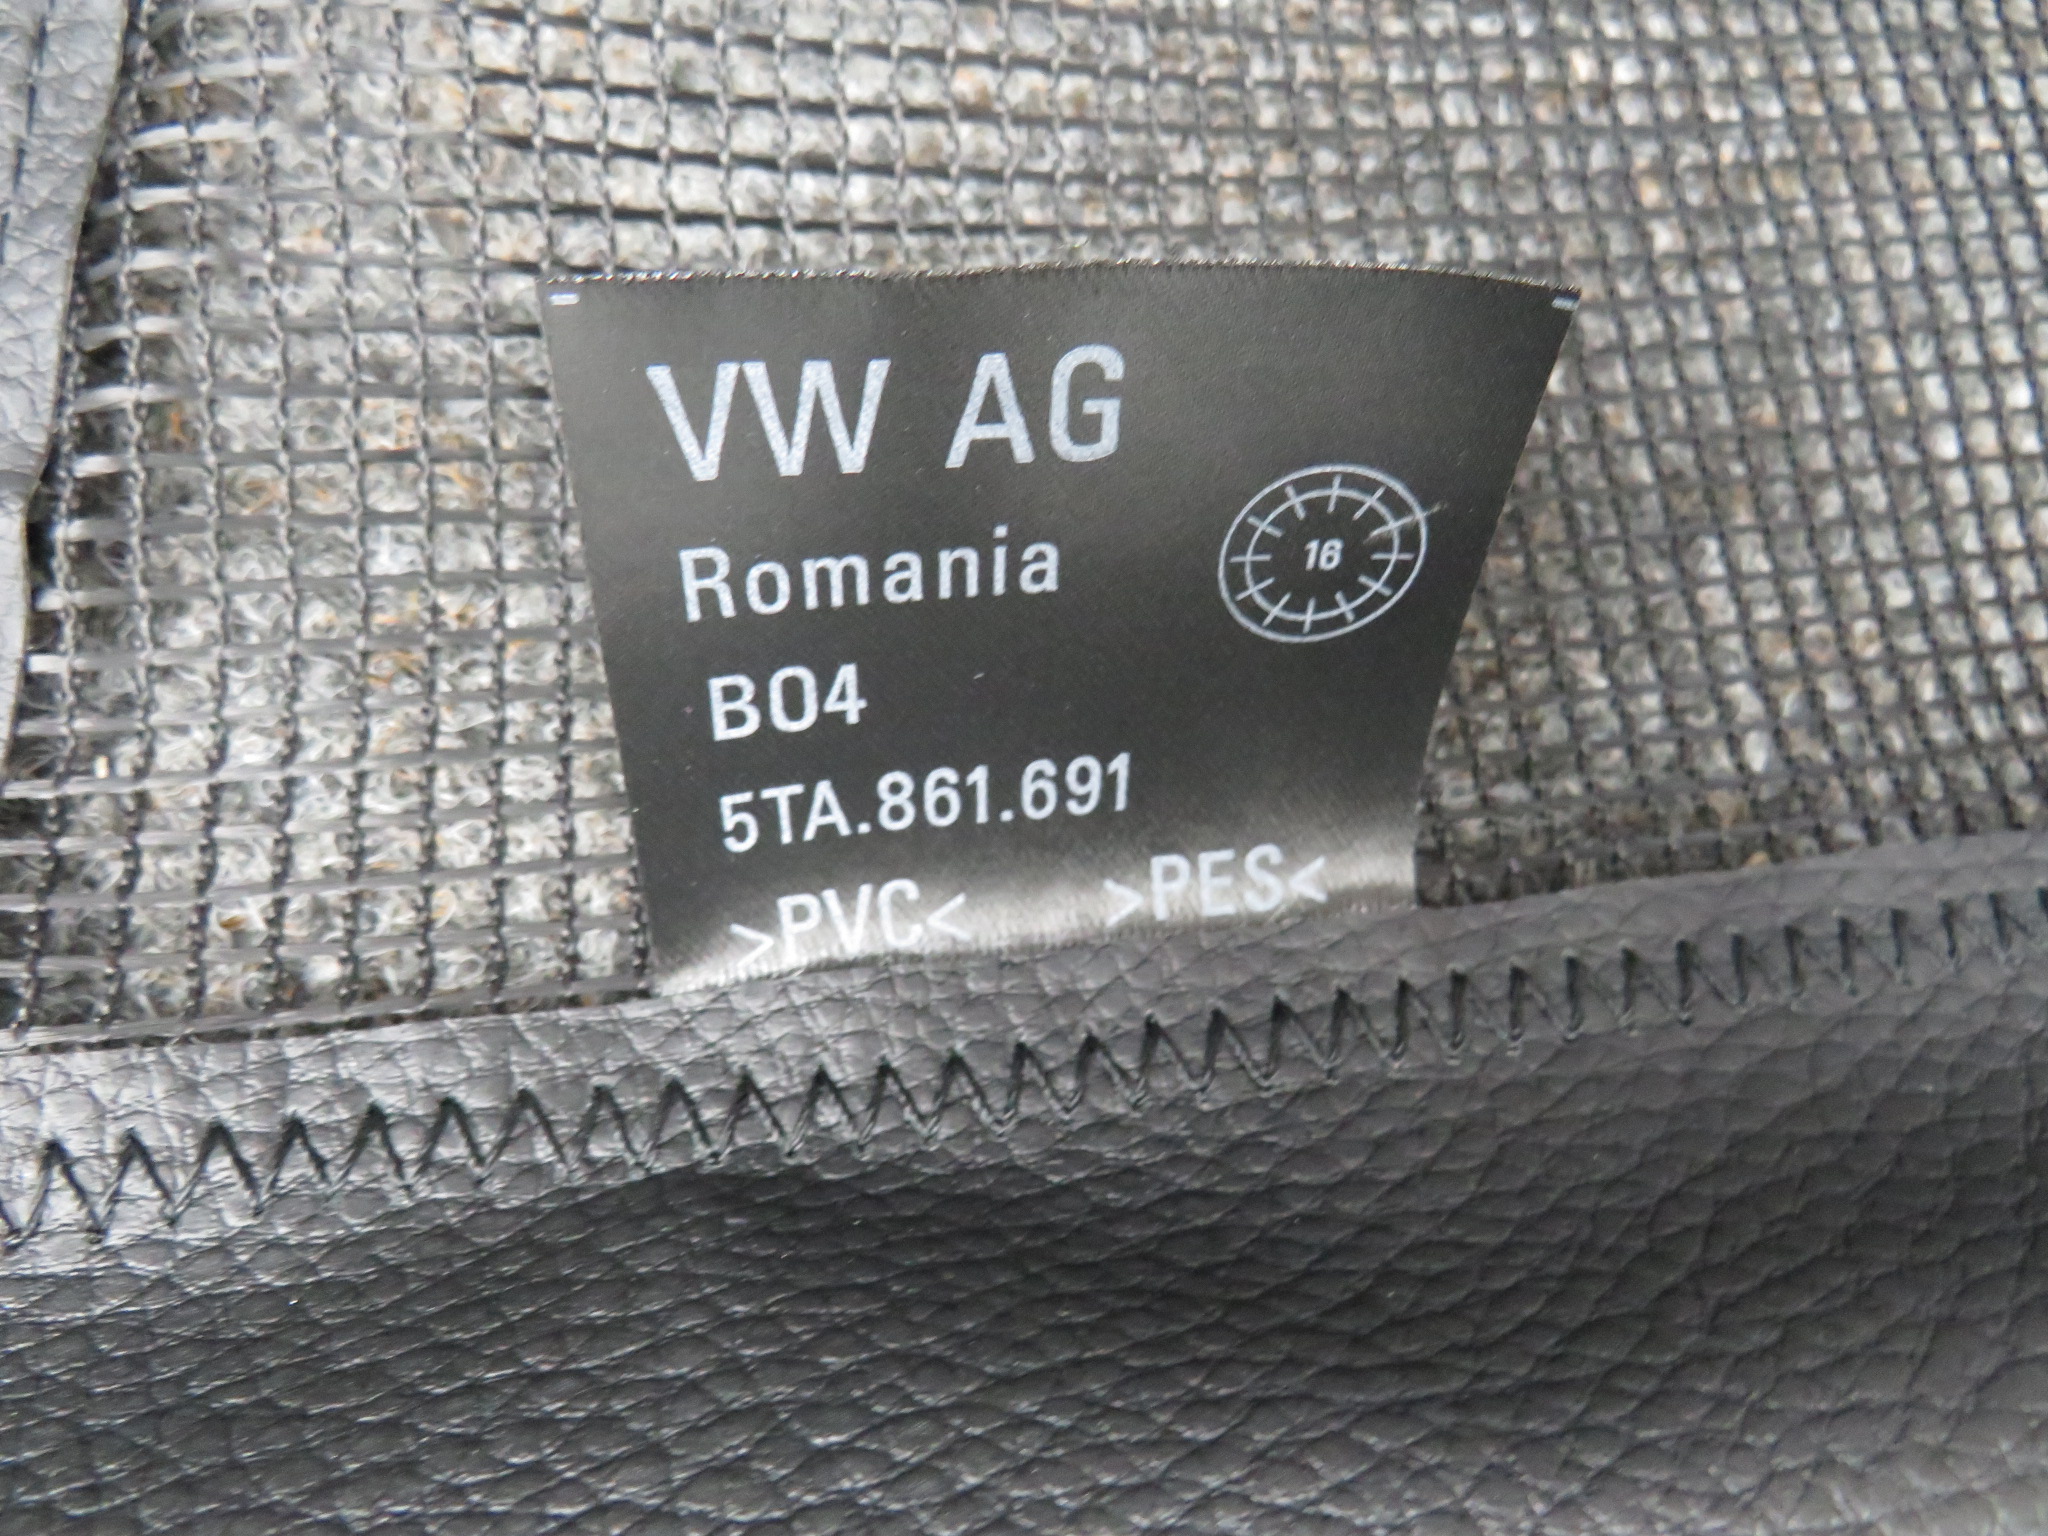 VW AG
Romania
16
B04
5TA.861.691
>PVC< >PES<